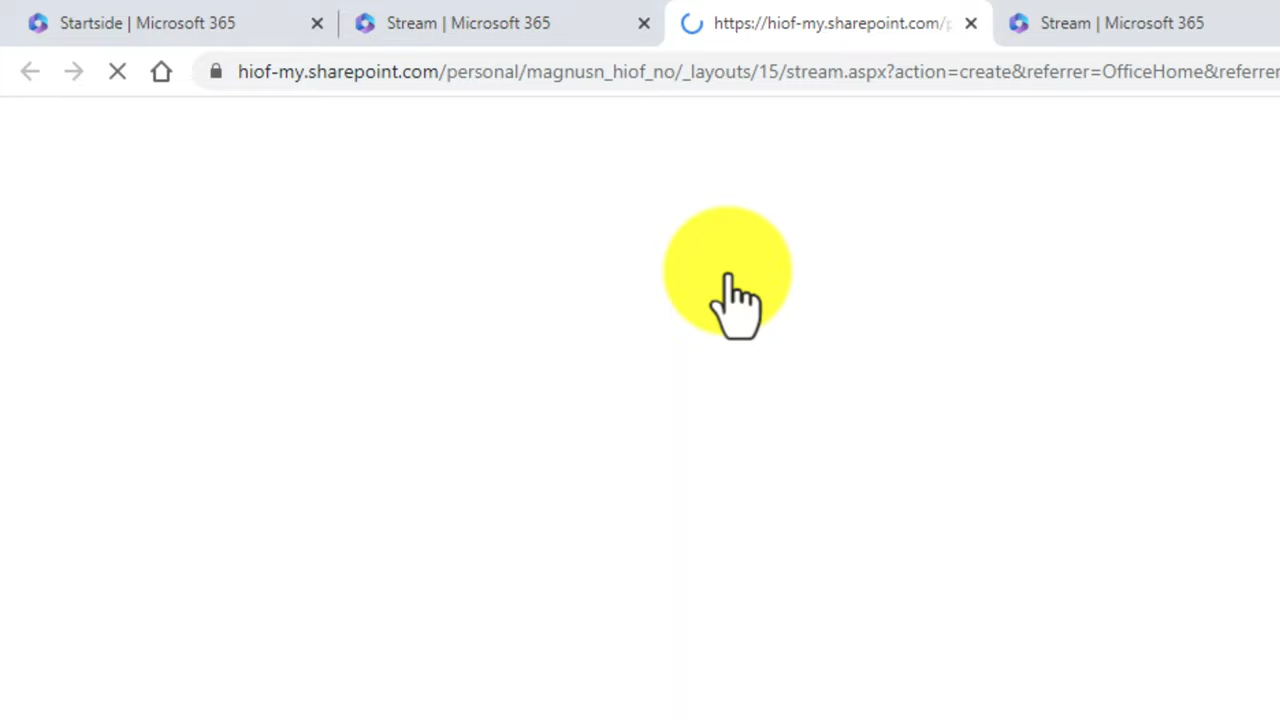 Startside | Microsoft 365
Stream | Microsoft 365
https://hiof-my.sharepoint.com/
Stream | Microsoft 365
hiof-my.sharepoint.com/personal/magnusn_hiof_no/_layouts/15/stream.aspx?action=create&referrer=OfficeHome&referrer